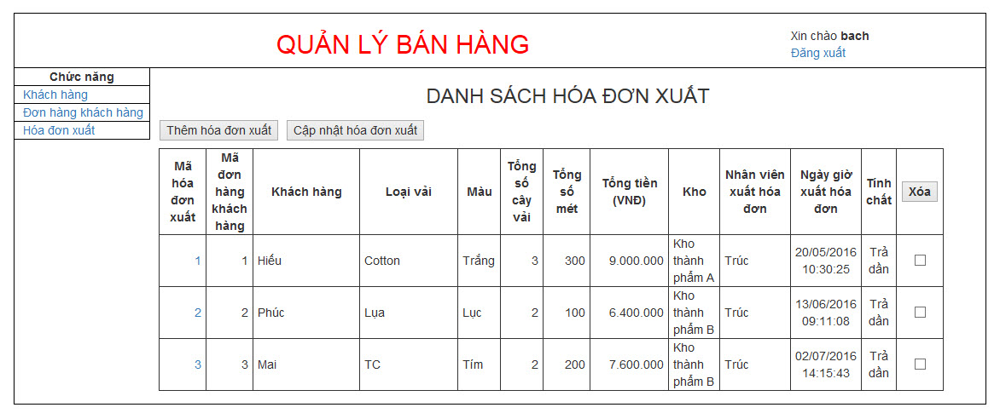 QUẢN LÝ BÁN HÀNG
Xin chào bach
Đăng xuất
Chức năng
Khách hàng
Đơn hàng khách hàng
Hóa đơn xuất
DANH SÁCH HÓA ĐƠN XUẤT
Thêm hóa đơn xuất Cập nhật hóa đơn xuất
Mã hóa đơn xuất Mã đơn hàng khách hàng Khách hàng Loại vải Màu Tổng số cây vải Tổng số mét Tổng tiền (VNĐ) Kho Nhân viên xuất hóa đơn Ngày giờ xuất hóa đơn Tính chất Xóa
1 1 Hiếu Cotton Trắng 3 300 9.000.000 Kho thành phẩm A Trúc 20/05/2016 10:30:25 Trả dần
2 2 Phúc Lụa Lục 2 100 6.400.000 Kho thành phẩm B Trúc 13/06/2016 09:11:08 Trả dần
3 3 Mai TC Tím 2 200 7.600.000 Kho thành phẩm B Trúc 02/07/2016 14:15:43 Trả dần